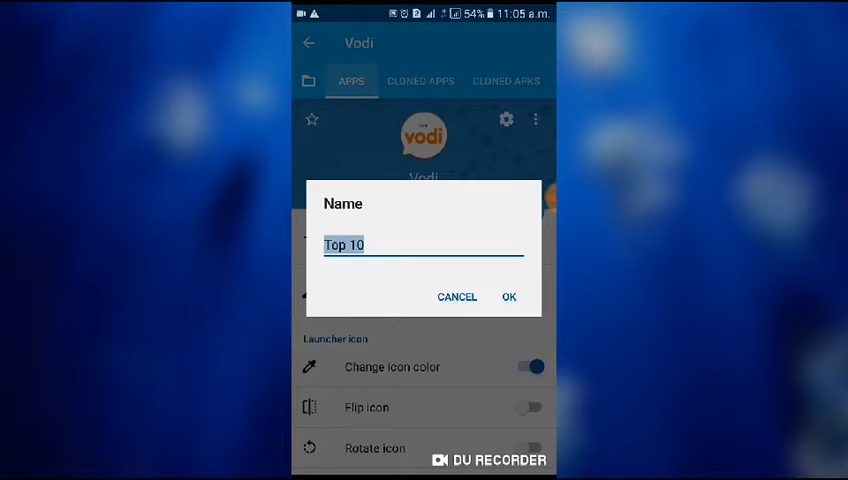 54% 11:05 a.m.
Vodi
APPS CLONED APPS CLONED APKS
vodi
Vodi
Name
Top 10
CANCEL OK
Launcher icon
Change icon color
Flip icon
Rotate icon
DU RECORDER